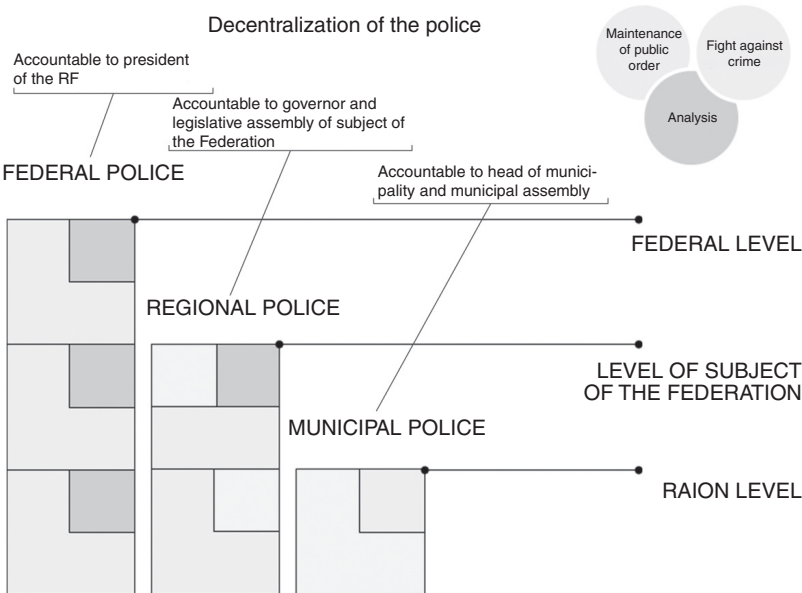 Decentralization of the police
Maintenance
of public
order
Fight against
crime
Analysis
Accountable to president
of the RF
Accountable to governor and
legislative assembly of subject of
the Federation
FEDERAL POLICE
Accountable to head of munici-
pality and municipal assembly
FEDERAL LEVEL
REGIONAL POLICE
LEVEL OF SUBJECT
OF THE FEDERATION
MUNICIPAL POLICE
RAION LEVEL